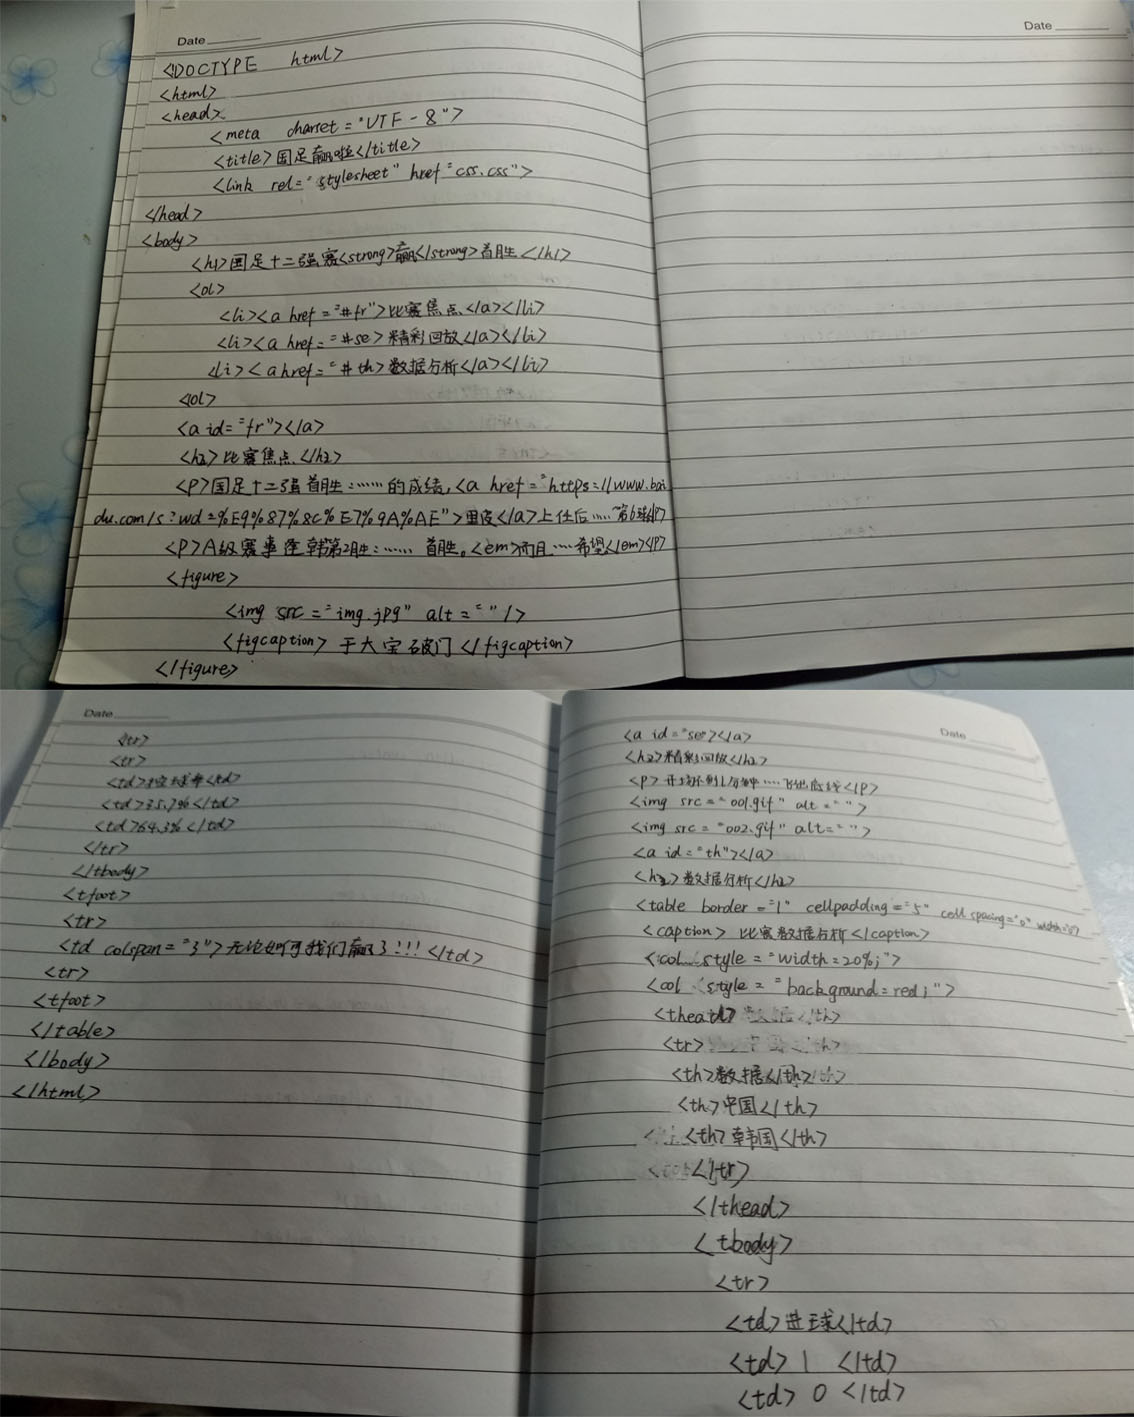 Date
<!DOCTYPE html>
<html>
<head>
<meta charset="UTF-8">
<title>国足赢啦</title>
<link rel="stylesheet" href="css.css">
</head>
<body>
<h1>国足十二强赛<strong>赢</strong>首胜</h1>
<ol>
<li><a href="#fr">比赛焦点</a></li>
<li><a href="#se>精彩回放</a></li>
<li><a href="#th>数据分析</a></li>
<ol>
<a id="fr"></a>
<h2>比赛焦点</h2>
<p>国足十二强首胜:……的成绩,<a href="https://www.bai
du.com/s?wd=%E9%87%8c%E7%9A%AE">里皮</a>上任后……第6球</p>
<p>A级赛事逢韩第2胜:……首胜。<em>而且……希望</em></p>
<figure>
<img src="img.jpg" alt=""/>
<figcaption>于大宝破门</figcaption>
</figure>
Date
Date
<a id="se"></a>
<h2>精彩回放</h2>
<p>开场不到1分钟……飞出底线</p>
<img src="001.gif" alt="">
<img src="002.gif" alt="">
<a id="th"></a>
<h2>数据分析</h2>
<table border="1" cellpadding="5" cellspacing="0"
<caption>比赛数据分析</caption>
<col style="width=20%;">
<col style="background=red;">
<thead>
<tr>
<th>数据</th>
<th>中国</th>
<th>韩国</th>
</tr>
</thead>
<tbody>
<tr>
<td>进球</td>
<td>1</td>
<td>0</td>
Date
<tr>
<tr>
<td>控球率<td>
<td>35.7%</td>
<td>64.3%</td>
</tr>
</tbody>
<tfoot>
<tr>
<td colspan="3">无论如何我们赢了!!!</td>
<tr>
<tfoot>
</table>
</body>
</html>